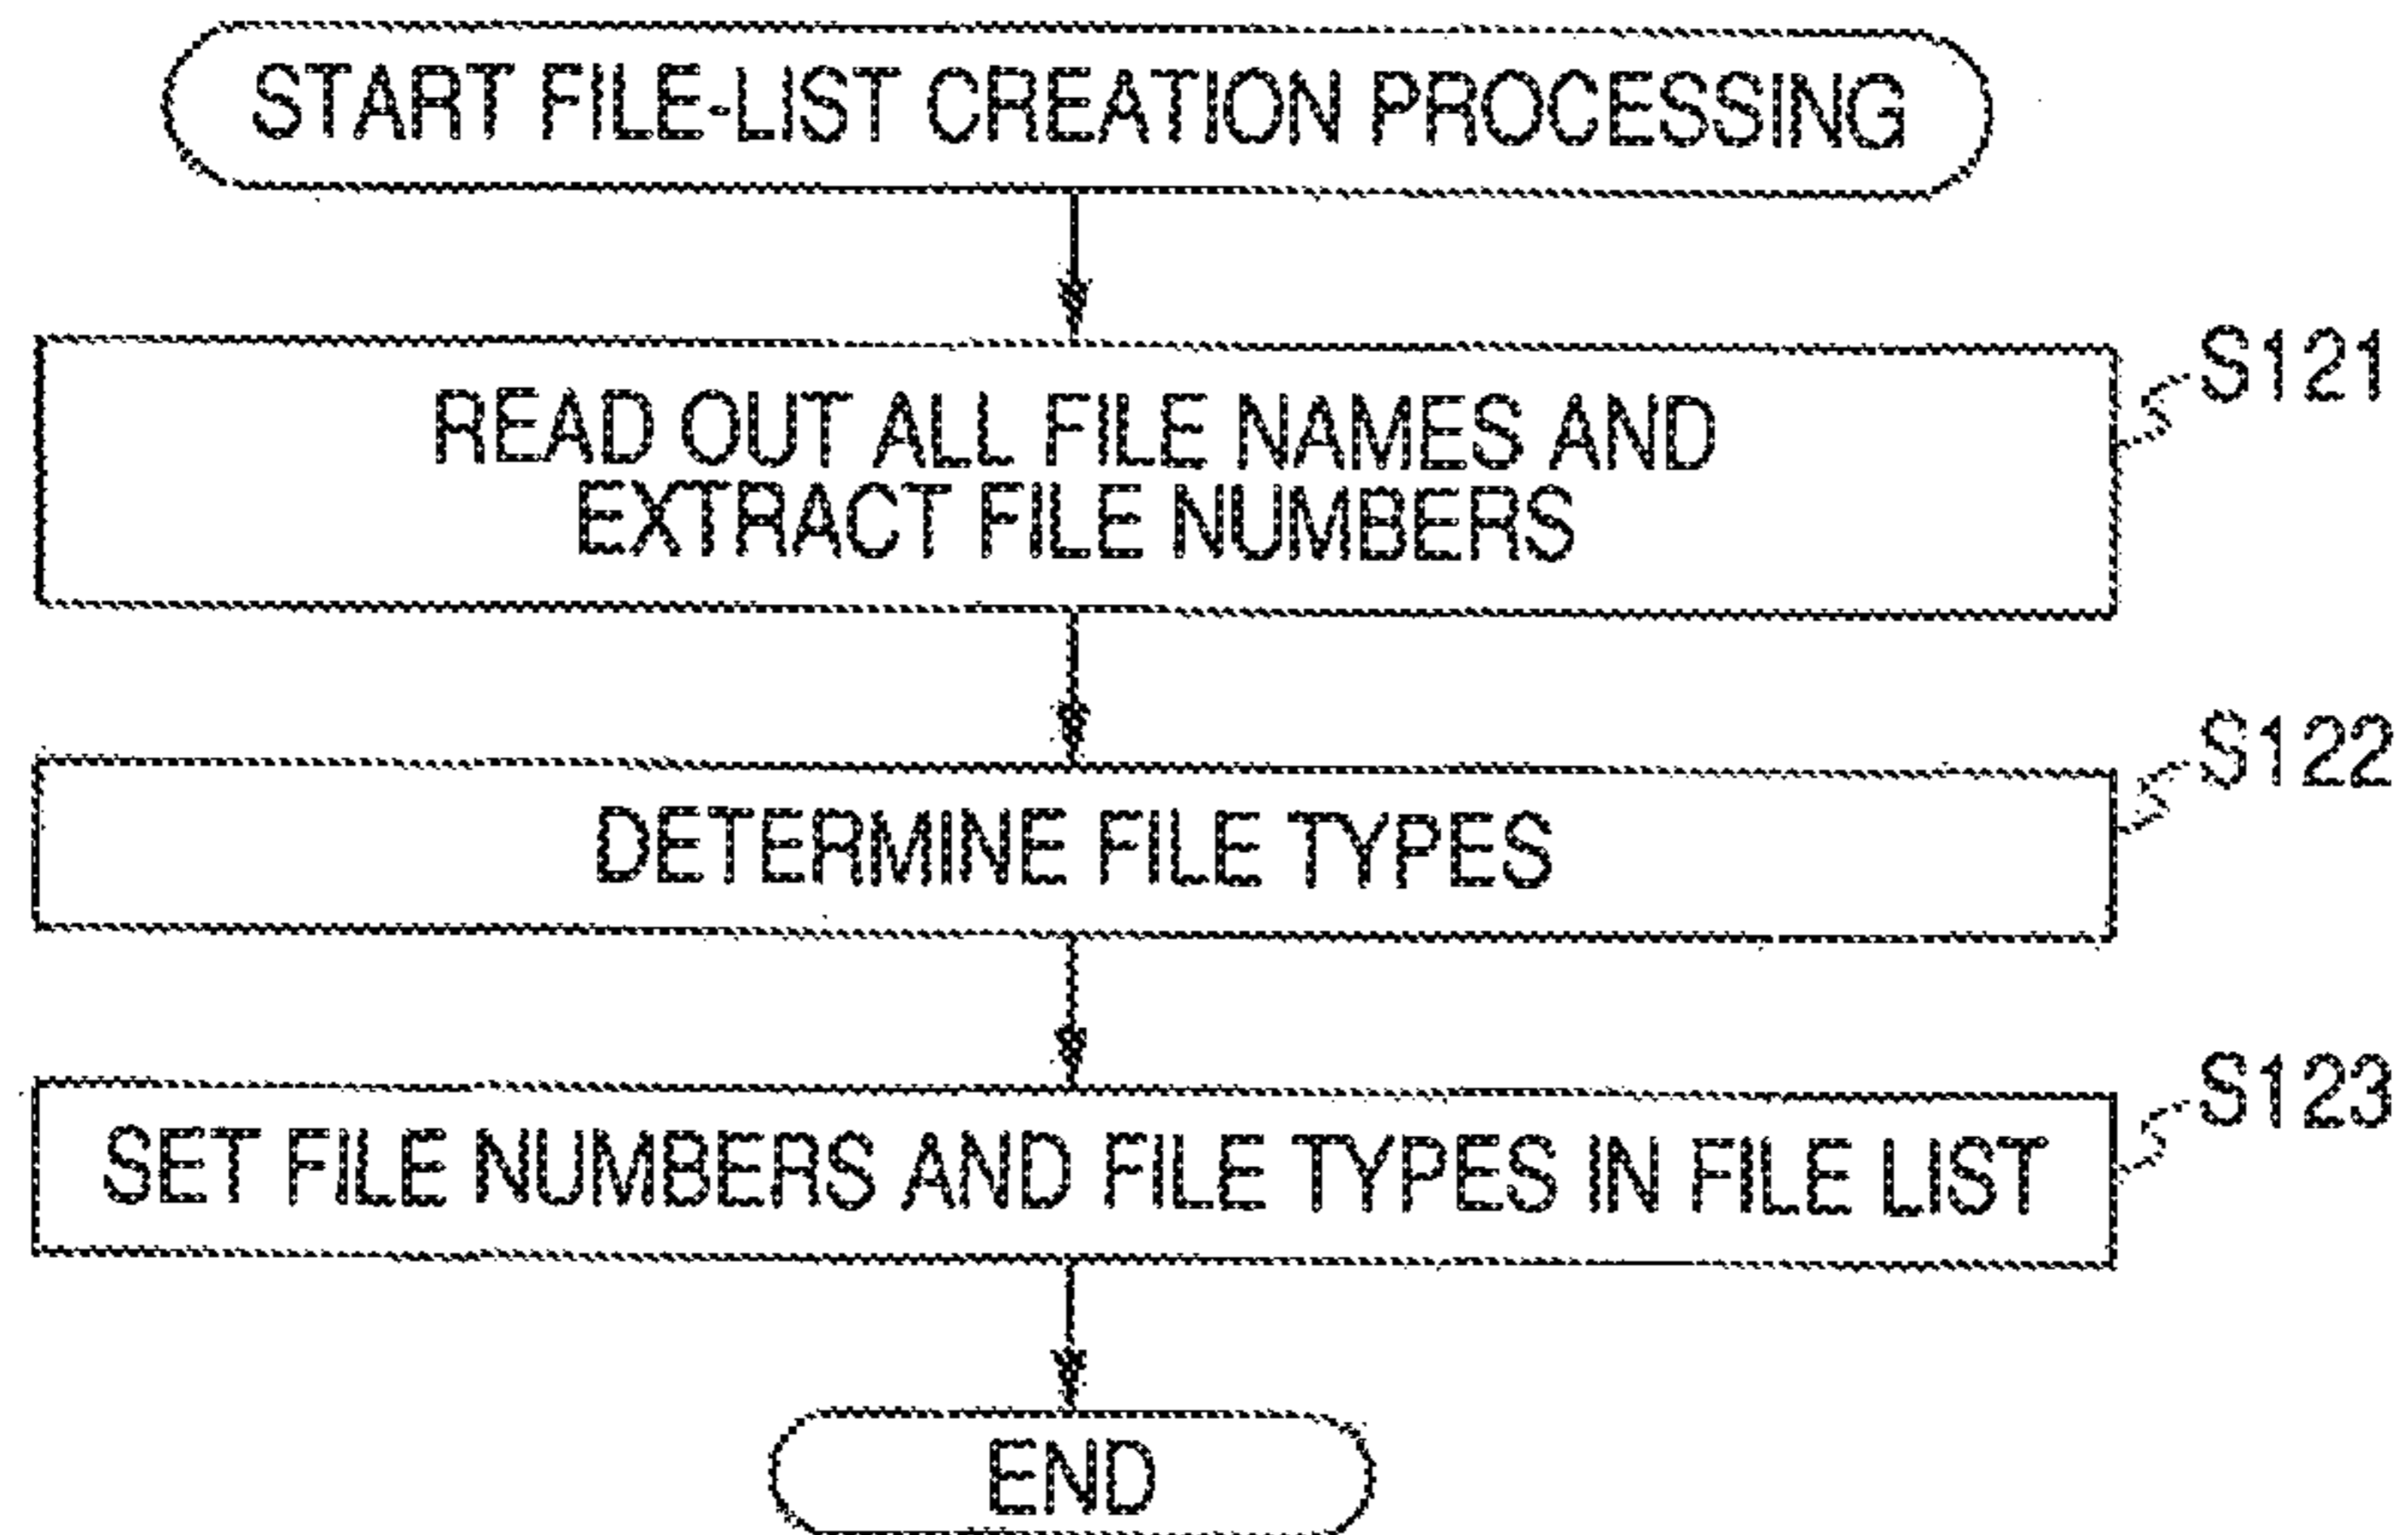 START FILE-LIST CREATION PROCESSING
S121
READ OUT ALL FILE NAMES AND
EXTRACT FILE NUMBERS
S122
DETERMINE FILE TYPES
S123
SET FILE NUMBERS AND FILE TYPES IN FILE LIST
END